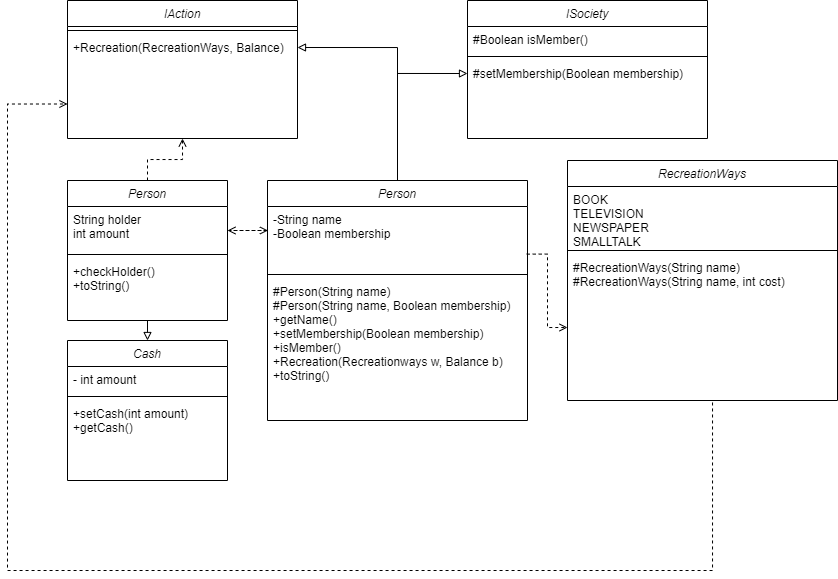 IAction
+Recreation(RecreationWays, Balance)
ISociety
#Boolean isMember()
#setMembership(Boolean membership)
Person
String holder
int amount
+checkHolder()
+toString()
Person
-String name
-Boolean membership
#Person(String name)
#Person(String name, Boolean membership)
+getName()
+setMembership(Boolean membership)
+isMember()
+Recreation(Recreationways w, Balance b)
+toString()
RecreationWays
BOOK
TELEVISION
NEWSPAPER
SMALLTALK
#RecreationWays(String name)
#RecreationWays(String name, int cost)
Cash
- int amount
+setCash(int amount)
+getCash()